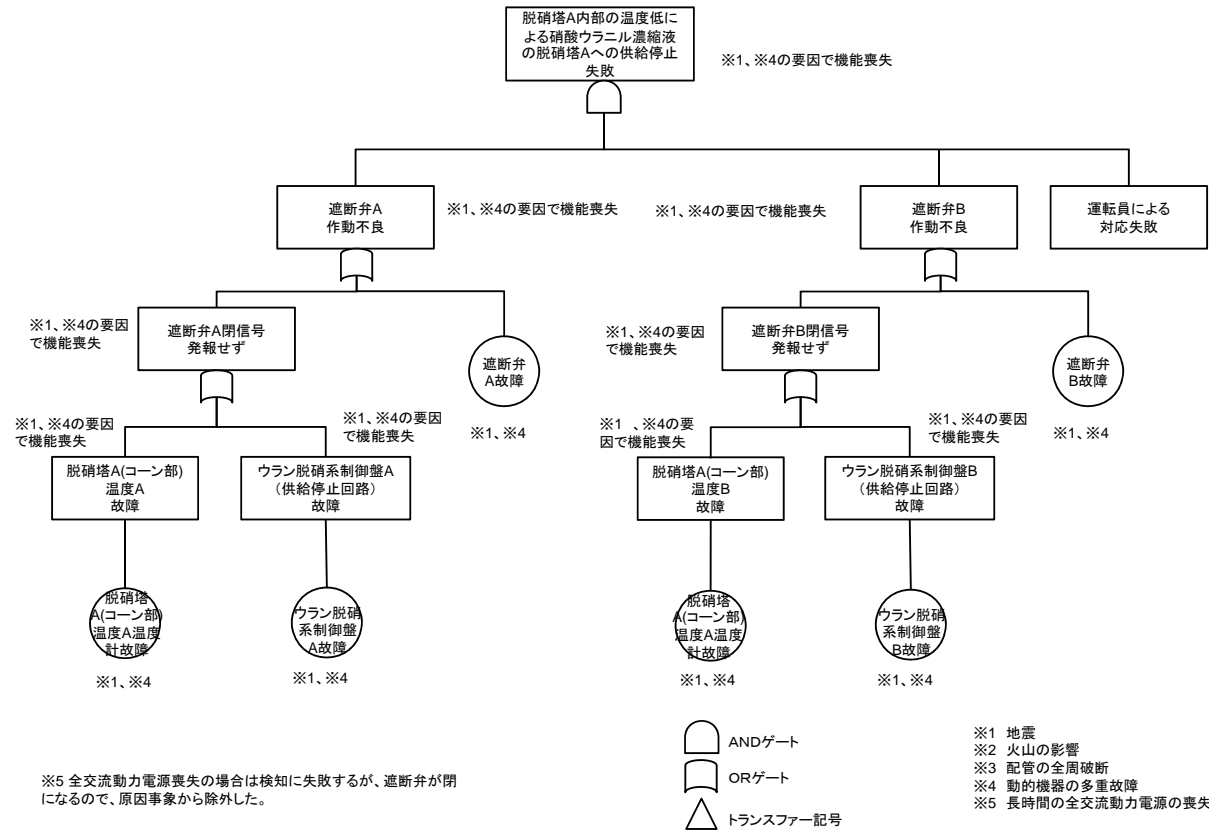 脱硝塔A内部の温度低に
よる硝酸ウラニル濃縮液
の脱硝塔Aへの供給停止
失敗
※1、※4の要因で機能喪失
遮断弁A
作動不良
※1、※4の要因で機能喪失
※1、※4の要因で機能喪失
遮断弁B
作動不良
運転員による
対応失敗
※1、※4の要因
で機能喪失
遮断弁A閉信号
発報せず
遮断弁
A故障
※1、※4
※1、※4の要因
で機能喪失
遮断弁B閉信号
発報せず
遮断弁
B故障
※1、※4
※1、※4の要因
で機能喪失
※1、※4の要因
で機能喪失
※1 、※4の要
因で機能喪失
※1、※4の要因
で機能喪失
脱硝塔A(コーン部)
温度A
故障
ウラン脱硝系制御盤A
（供給停止回路）
故障
脱硝塔A(コーン部)
温度B
故障
ウラン脱硝系制御盤B
（供給停止回路）
故障
脱硝塔
A(コーン部)
温度A温度
計故障
※1、※4
ウラン脱硝
系制御盤
A故障
※1、※4
脱硝塔
A(コーン部)
温度A温度
計故障
※1、※4
ウラン脱硝
系制御盤
B故障
※1、※4
ANDゲート
ORゲート
トランスファー記号
※1 地震
※2 火山の影響
※3 配管の全周破断
※4 動的機器の多重故障
※5 長時間の全交流動力電源の喪失
※5 全交流動力電源喪失の場合は検知に失敗するが、遮断弁が閉
になるので、原因事象から除外した。